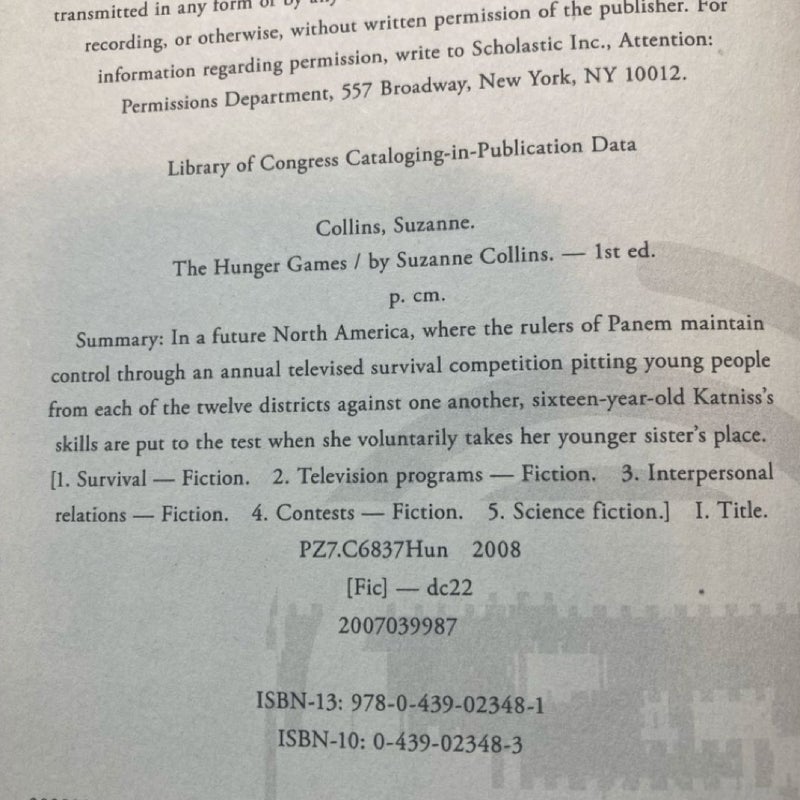 transmitted in any form or by any
recording, or otherwise, without written permission of the publisher. For
information regarding permission, write to Scholastic Inc., Attention:
Permissions Department, 557 Broadway, New York, NY 10012.
Library of Congress Cataloging-in-Publication Data
Collins, Suzanne.
The Hunger Games / by Suzanne Collins. — 1st ed.
p. cm.
Summary: In a future North America, where the rulers of Panem maintain
control through an annual televised survival competition pitting young people
from each of the twelve districts against one another, sixteen-year-old Katniss's
skills are put to the test when she voluntarily takes her younger sister's place.
[1. Survival — Fiction. 2. Television programs — Fiction. 3. Interpersonal
relations — Fiction. 4. Contests — Fiction. 5. Science fiction.] I. Title.
PZ7.C6837Hun 2008
[Fic] — dc22
2007039987
ISBN-13: 978-0-439-02348-1
ISBN-10: 0-439-02348-3